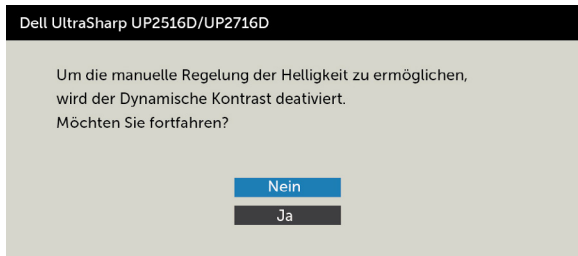 Dell UltraSharp UP2516D/UP2716D
Um die manuelle Regelung der Helligkeit zu ermöglichen,
wird der Dynamische Kontrast deativiert.
Möchten Sie fortfahren?
Nein
Ja